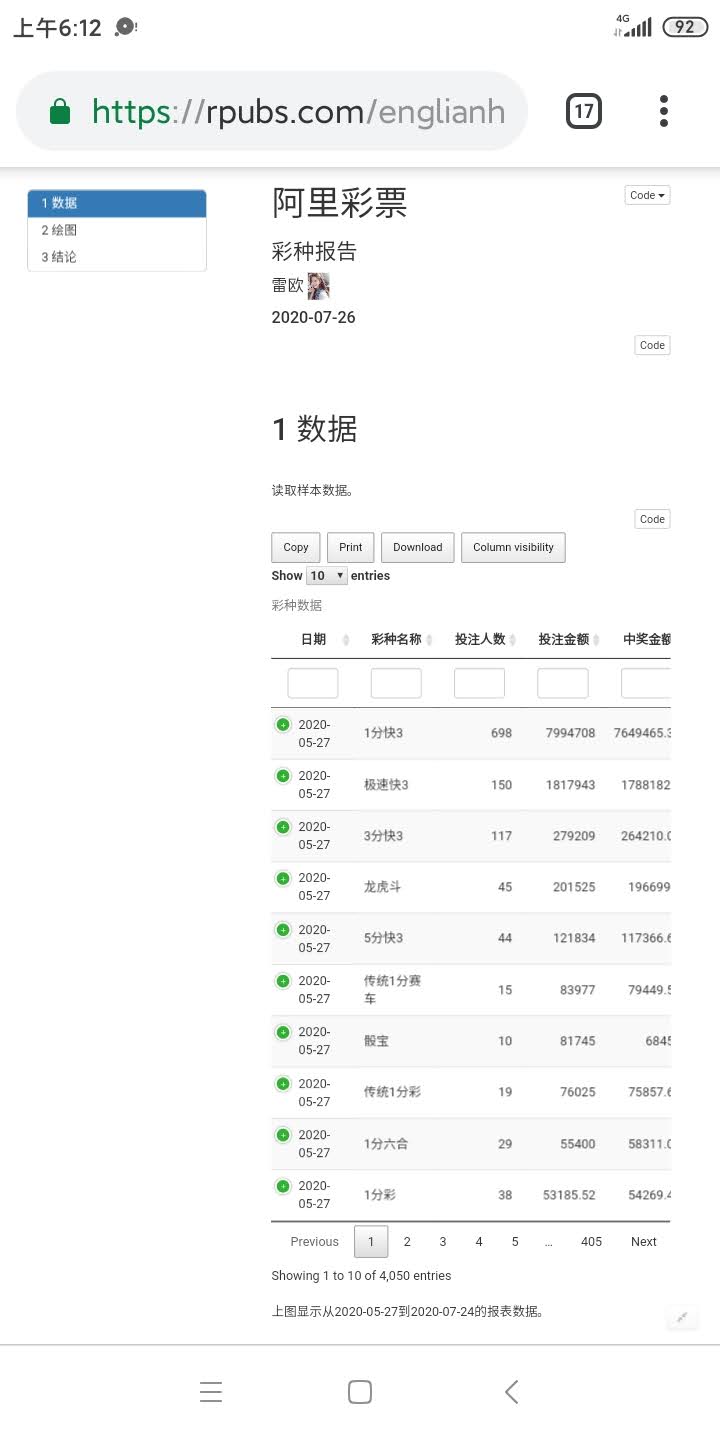 上午6:12
4G
92
https://rpubs.com/englianh
17
1 数据
2 绘图
3 结论
阿里彩票
Code
彩种报告
雷欧
2020-07-26
Code
1 数据
读取样本数据。
Code
Copy Print Download Column visibility
Show 10 entries
彩种数据
日期 彩种名称 投注人数 投注金额 中奖金额
2020-05-27 1分快3 698 7994708 7649465.3
2020-05-27 极速快3 150 1817943 1788182
2020-05-27 3分快3 117 279209 264210.0
2020-05-27 龙虎斗 45 201525 196699
2020-05-27 5分快3 44 121834 117366.6
2020-05-27 传统1分赛车 15 83977 79449.5
2020-05-27 骰宝 10 81745 6845
2020-05-27 传统1分彩 19 76025 75857.6
2020-05-27 1分六合 29 55400 58311.0
2020-05-27 1分彩 38 53185.52 54269.4
Previous 1 2 3 4 5 … 405 Next
Showing 1 to 10 of 4,050 entries
上图显示从2020-05-27到2020-07-24的报表数据。